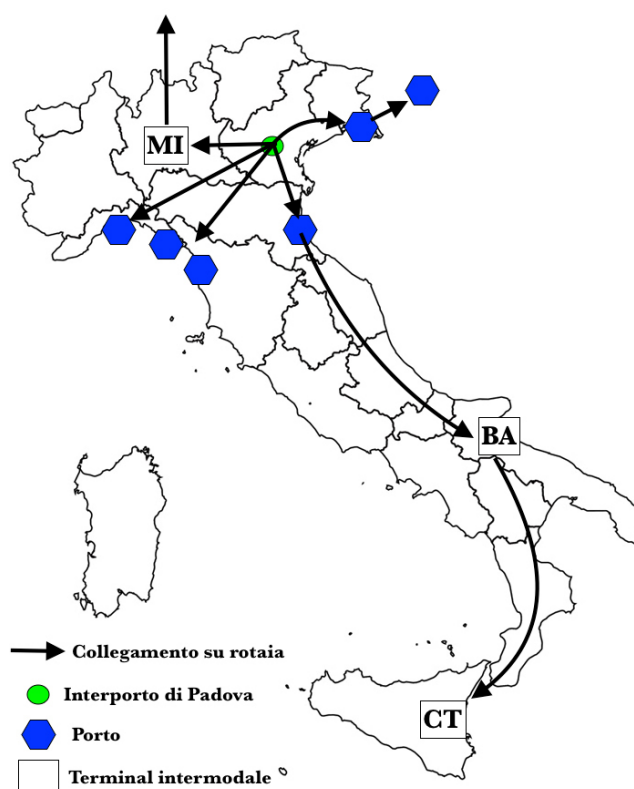 MI
BA
CT
Collegamento su rotaia
Interporto di Padova
Porto
Terminal intermodale